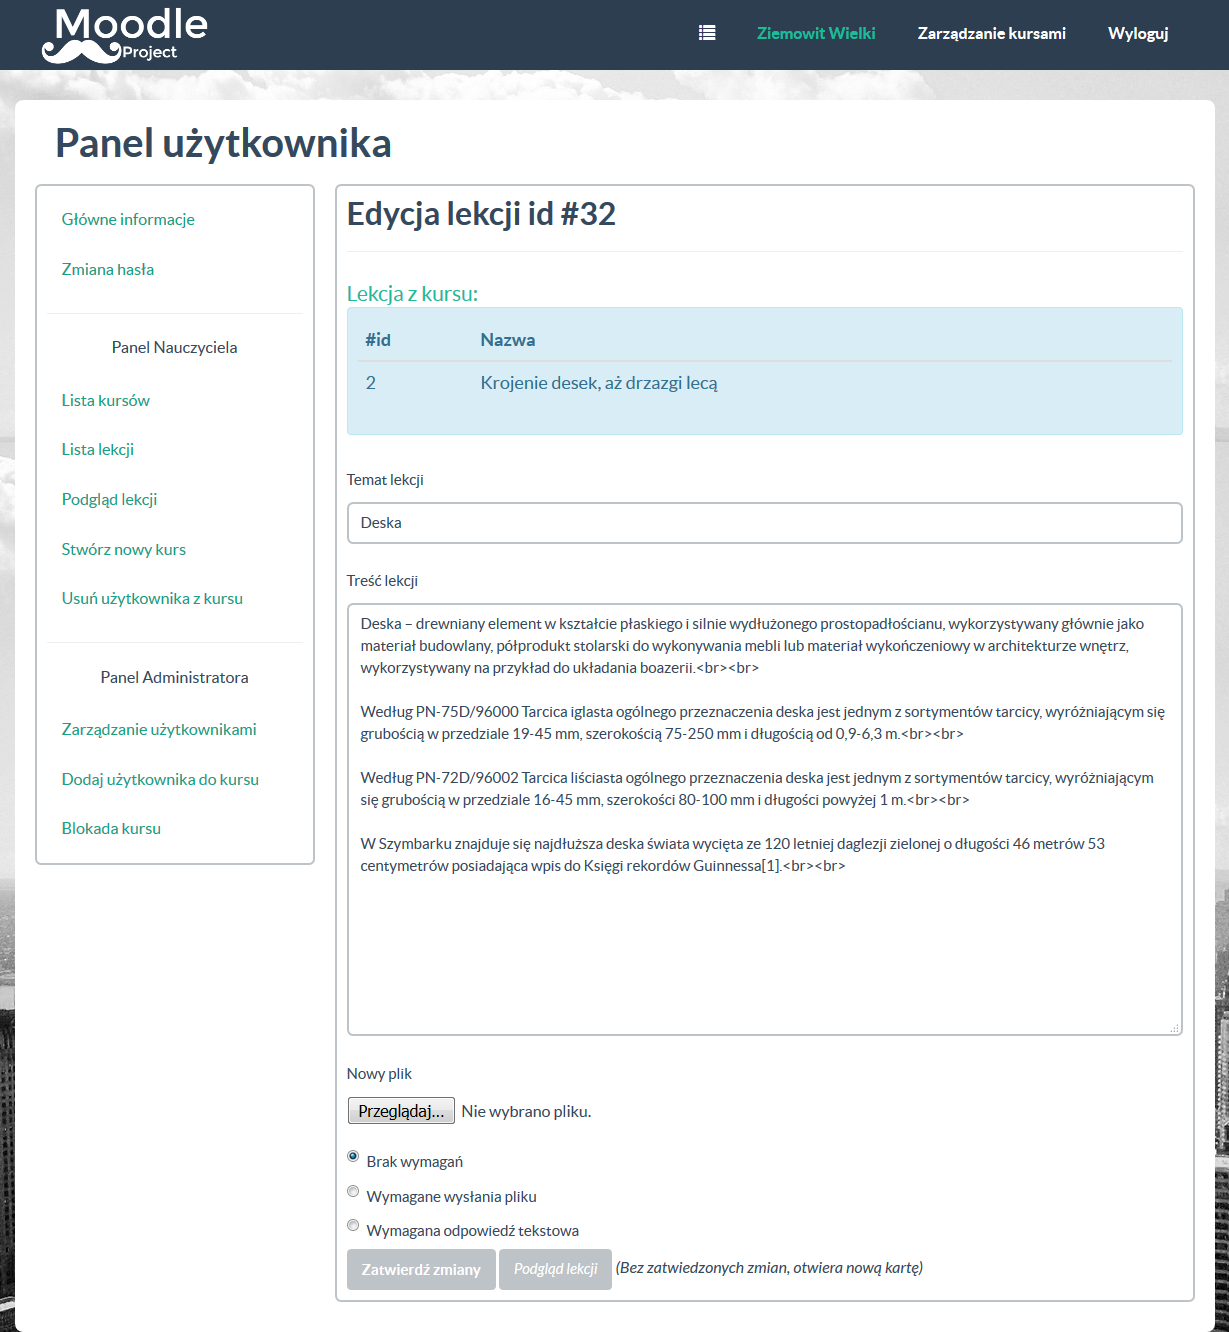 Moodle
Project
Ziemowit Wielki
Zarządzanie kursami
Wyloguj
Panel użytkownika
Główne informacje
Zmiana hasła
Panel Nauczyciela
Lista kursów
Lista lekcji
Podgląd lekcji
Stwórz nowy kurs
Usuń użytkownika z kursu
Panel Administratora
Zarządzanie użytkownikami
Dodaj użytkownika do kursu
Blokada kursu
Edycja lekcji id #32
Lekcja z kursu:
#id Nazwa
2 Krojenie desek, aż drzazgi lecą
Temat lekcji
Deska
Treść lekcji
Deska – drewniany element w kształcie płaskiego i silnie wydłużonego prostopadłościanu, wykorzystywany głównie jako
materiał budowlany, półprodukt stolarski do wykonywania mebli lub materiał wykończeniowy w architekturze wnętrz,
wykorzystywany na przykład do układania boazerii.<br><br>
Według PN-75D/96000 Tarcica iglasta ogólnego przeznaczenia deska jest jednym z sortymentów tarcicy, wyróżniającym się
grubością w przedziale 19-45 mm, szerokością 75-250 mm i długością od 0,9-6,3 m.<br><br>
Według PN-72D/96002 Tarcica liściasta ogólnego przeznaczenia deska jest jednym z sortymentów tarcicy, wyróżniającym
się grubością w przedziale 16-45 mm, szerokości 80-100 mm i długości powyżej 1 m.<br><br>
W Szymbarku znajduje się najdłuższa deska świata wycięta ze 120 letniej daglezji zielonej o długości 46 metrów 53
centymetrów posiadająca wpis do Księgi rekordów Guinnessa[1].<br><br>
Nowy plik
Przeglądaj... Nie wybrano pliku.
Brak wymagań
Wymagane wysłania pliku
Wymagana odpowiedź tekstowa
Zatwierdź zmiany Podgląd lekcji (Bez zatwiedzonych zmian, otwiera nową kartę)